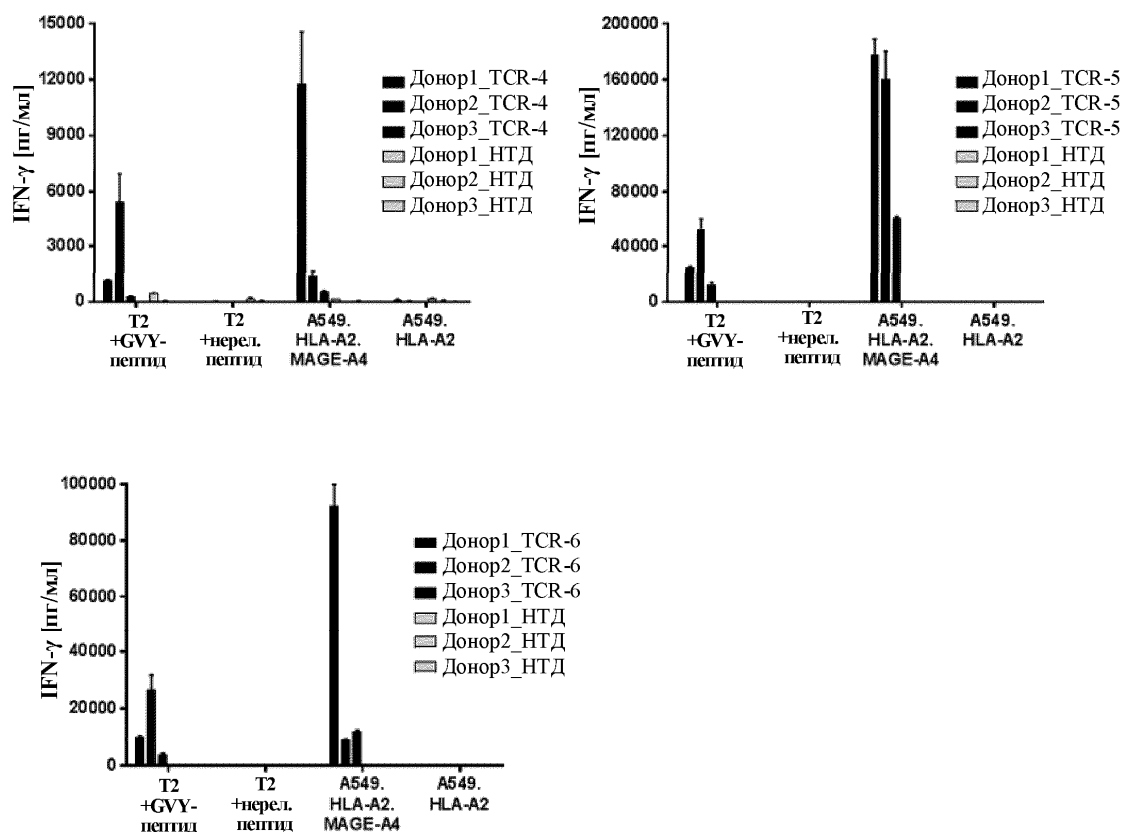 IFN-γ [пг/мл]
15000
12000
9000
6000
3000
0
Донор1_TCR-4
Донор2_TCR-4
Донор3_TCR-4
Донор1_НТД
Донор2_НТД
Донор3_НТД
T2
+GVY-
пептид
T2
+нерел.
пептид
A549.
HLA-A2.
MAGE-A4
A549.
HLA-A2
IFN-γ [пг/мл]
200000
160000
120000
80000
40000
0
Донор1_TCR-5
Донор2_TCR-5
Донор3_TCR-5
Донор1_НТД
Донор2_НТД
Донор3_НТД
T2
+GVY-
пептид
T2
+нерел.
пептид
A549.
HLA-A2.
MAGE-A4
A549.
HLA-A2
IFN-γ [пг/мл]
100000
80000
60000
40000
20000
0
Донор1_TCR-6
Донор2_TCR-6
Донор3_TCR-6
Донор1_НТД
Донор2_НТД
Донор3_НТД
T2
+GVY-
пептид
T2
+нерел.
пептид
A549.
HLA-A2.
MAGE-A4
A549.
HLA-A2